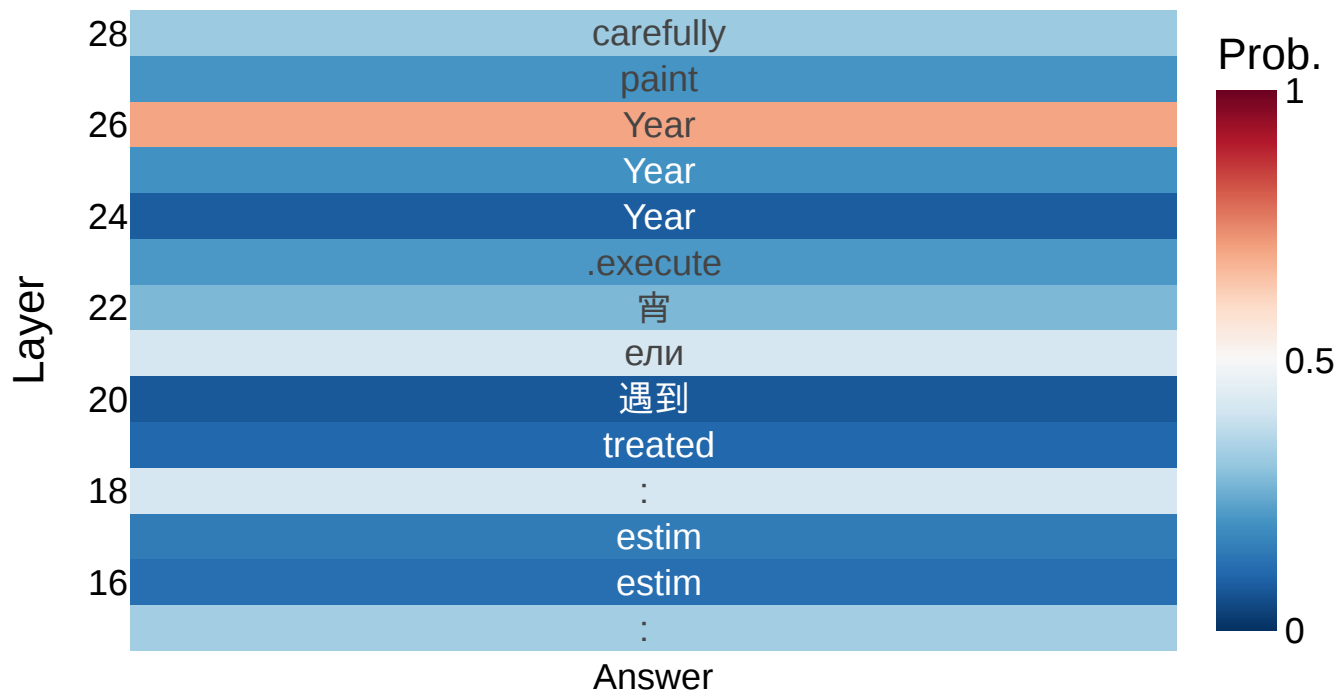 28 carefully
paint
Prob.
1
26 Year
Year
24 Year
.execute
22 宵
ели
0.5
20 遇到
treated
18 :
estim
16 estim
:
0
Layer
Answer